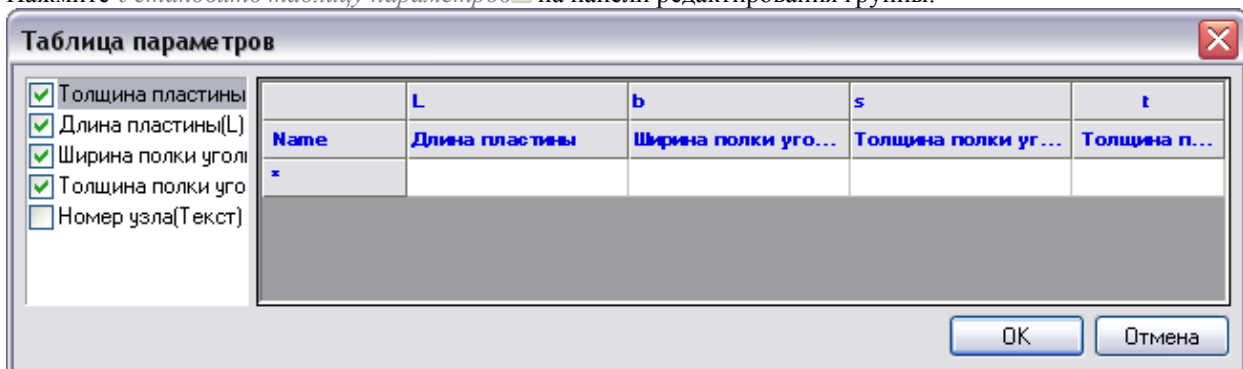 Таблица параметров
Толщина пластины
Длина пластины(L)
Ширина полки угол
Толщина полки уго
Номер узла(Текст)
L b s t
Name Длина пластины Ширина полки уго... Толщина полки уг... Толщина п...
*
OK Отмена